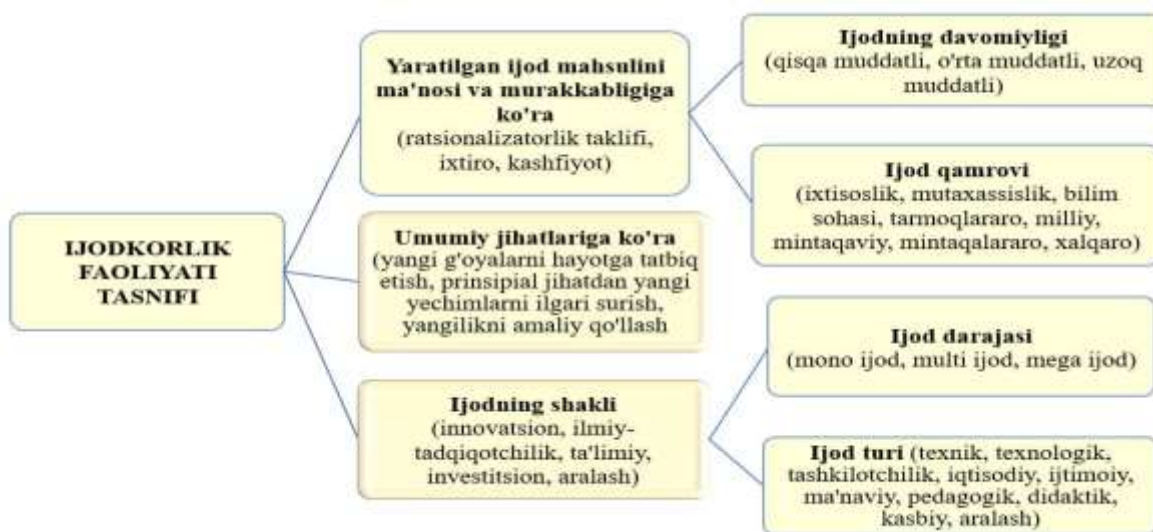 IJODKORLIK
FAOLIYATI
TASNIFI
Yaratilgan ijod mahsulini
ma'nosi va murakkabligiga
ko'ra
(ratsionalizatorlik taklifi,
ixtiro, kashfiyot)
Ijodning davomiyligi
(qisqa muddatli, o'rta muddatli, uzoq
muddatli)
Ijod qamrovi
(ixtisoslik, mutaxassislik, bilim
sohasi, tarmoqlararo, milliy,
mintaqaviy, mintaqalararo, xalqaro)
Umumiy jihatlariga ko'ra
(yangi g'oyalarni hayotga tatbiq
etish, prinsipial jihatdan yangi
yechimlarni ilgari surish,
yangilikni amaliy qo'llash
Ijodning shakli
(innovatsion, ilmiy-
tadqiqotchilik, ta'limiy,
investitsion, aralash)
Ijod darajasi
(mono ijod, multi ijod, mega ijod)
Ijod turi (texnik, texnologik,
tashkilotchilik, iqtisodiy, ijtimoiy,
ma'naviy, pedagogik, didaktik,
kasbiy, aralash)